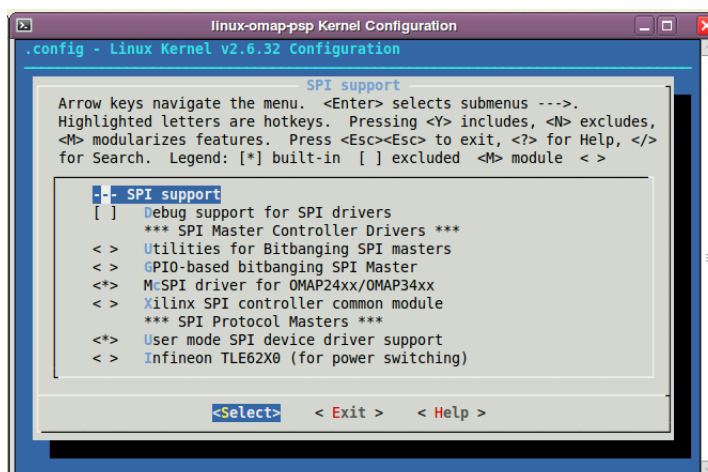 linux-omap-psp Kernel Configuration
.config - Linux Kernel v2.6.32 Configuration
SPI support
Arrow keys navigate the menu.  <Enter> selects submenus --->.
Highlighted letters are hotkeys.  Pressing <Y> includes, <N> excludes,
<M> modularizes features.  Press <Esc><Esc> to exit, <?> for Help, </>
for Search.  Legend: [*] built-in  [ ] excluded  <M> module  < >
--- SPI support
[ ]   Debug support for SPI drivers
*** SPI Master Controller Drivers ***
< >   Utilities for Bitbanging SPI masters
< >   GPIO-based bitbanging SPI Master
<*>   McSPI driver for OMAP24xx/OMAP34xx
< >   Xilinx SPI controller common module
*** SPI Protocol Masters ***
<*>   User mode SPI device driver support
< >   Infineon TLE62X0 (for power switching)
<Select>    < Exit >    < Help >